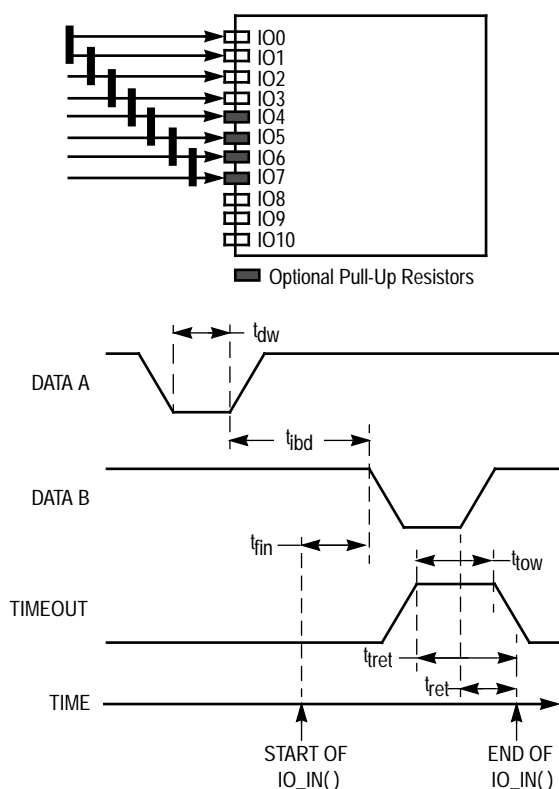 IO0
IO1
IO2
IO3
IO4
IO5
IO6
IO7
IO8
IO9
IO10
Optional Pull-Up Resistors
tdw
DATA A
tibd
DATA B
tfin
ttow
TIMEOUT
ttret
tret
TIME
START OF
IO_IN( )
END OF
IO_IN( )